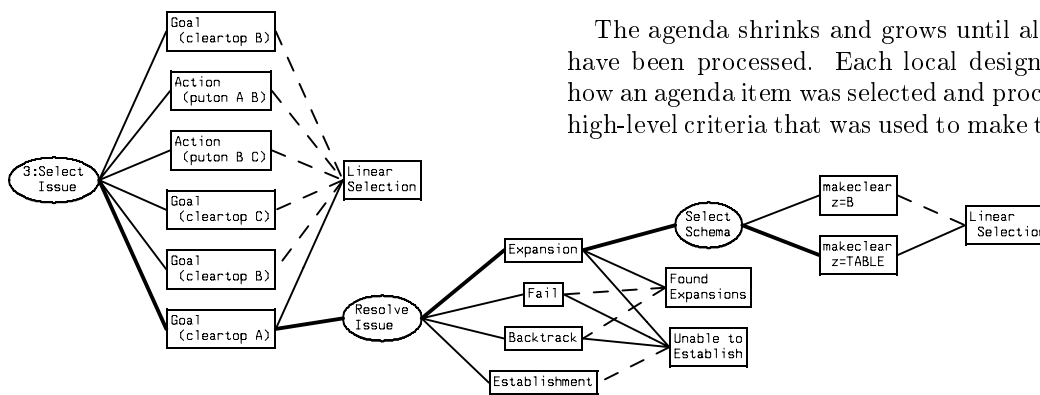 Goal
(cleartop B)
Action
(puton A B)
Action
(puton B C)
Goal
(cleartop C)
Goal
(cleartop B)
Goal
(cleartop A)
3:Select
Issue
Linear
Selection
Resolve
Issue
Expansion
Fail
Backtrack
Establishment
Select
Schema
Found
Expansions
Unable to
Establish
makeclear
z=B
makeclear
z=TABLE
Linear
Selection
The agenda shrinks and grows until al
have been processed. Each local design
how an agenda item was selected and proc
high-level criteria that was used to make t